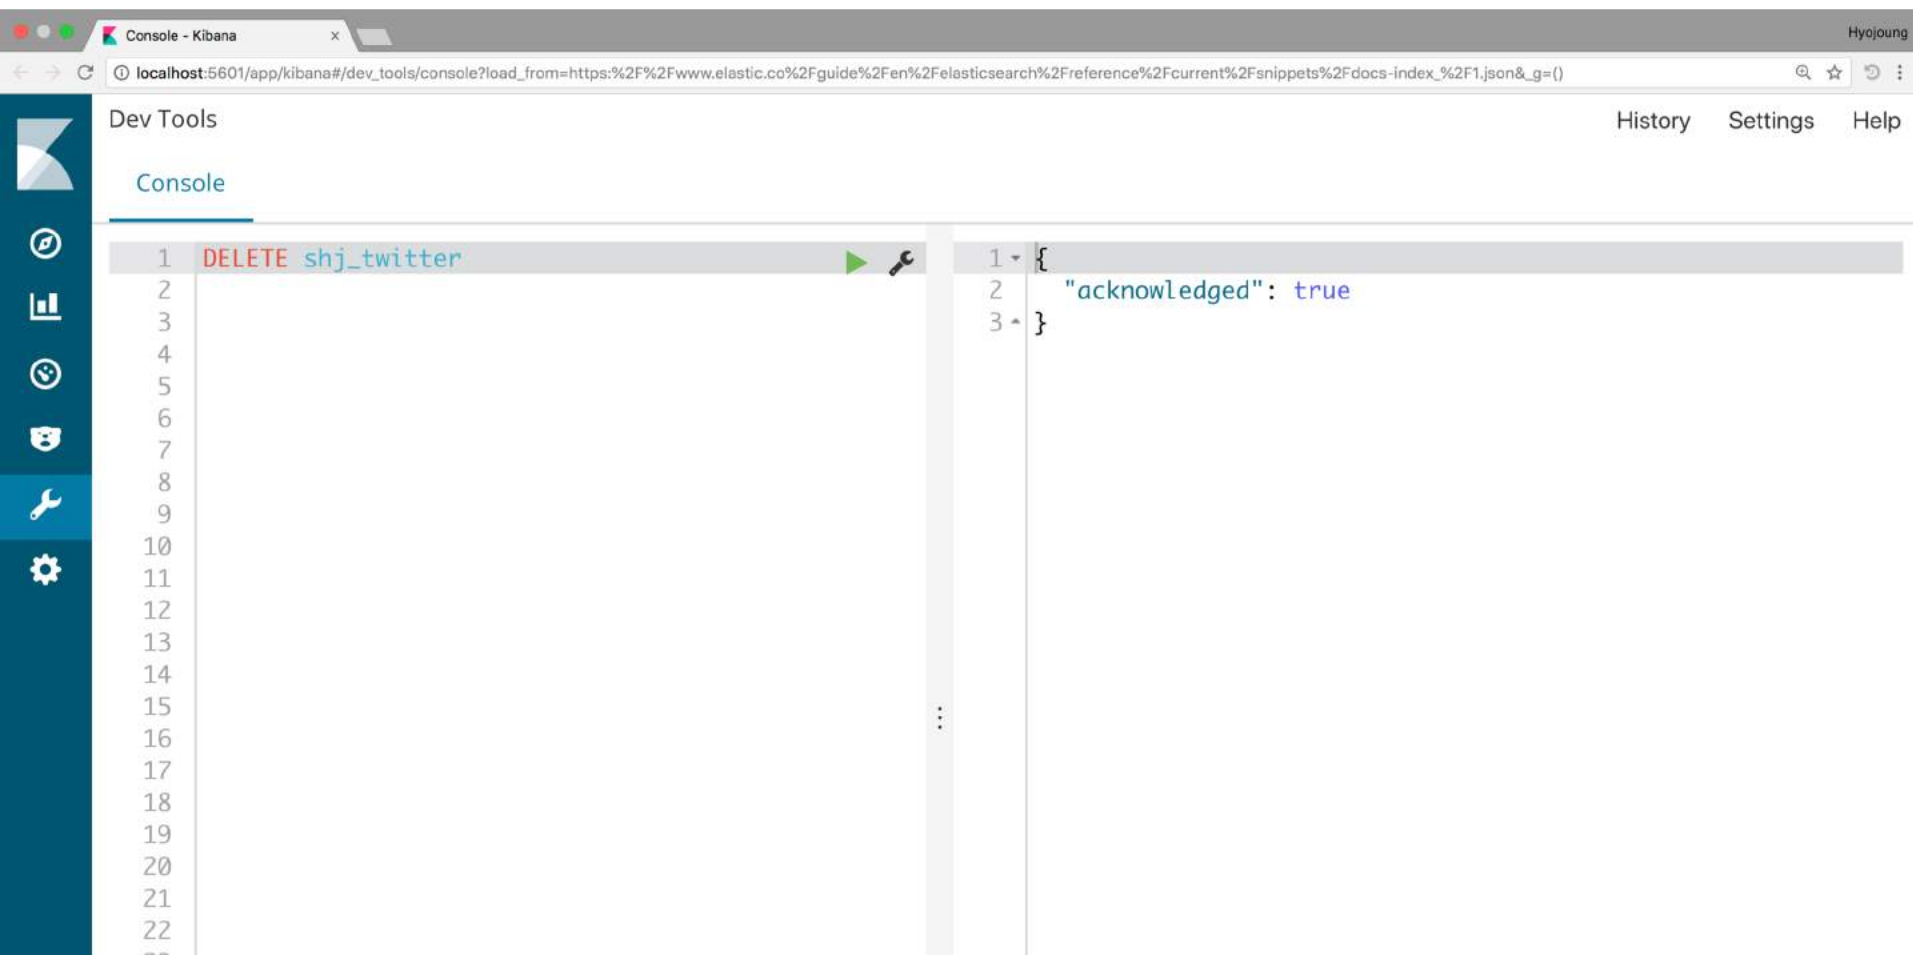 Console - Kibana
Hyojoung
localhost:5601/app/kibana#/dev_tools/console?load_from=https:%2F%2Fwww.elastic.co%2Fguide%2Fen%2Felasticsearch%2Freference%2Fcurrent%2Fsnippets%2Fdocs-index_%2F1.json&_g=()
Dev Tools
History Settings Help
Console
1 DELETE shj_twitter
2
3
4
5
6
7
8
9
10
11
12
13
14
15
16
17
18
19
20
21
22
1 {
2 "acknowledged": true
3 }